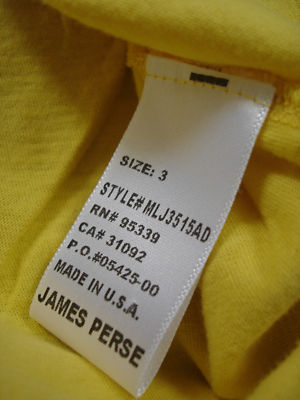 SIZE: 3
STYLE# MLJ3515AD
RN# 95339
CA# 31092
P.O.#05425-00
MADE IN U.S.A.
JAMES PERSE